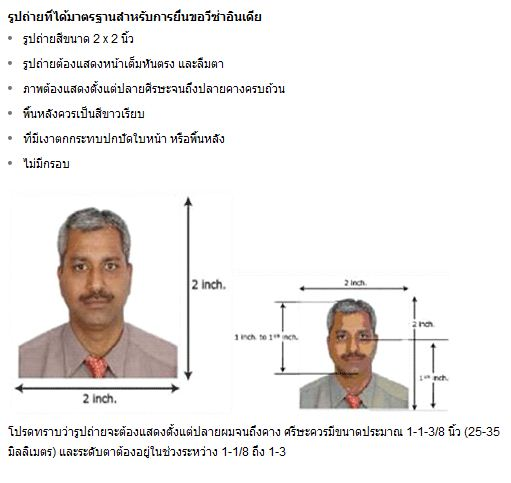 รูปถ่ายที่ได้มาตรฐานสำหรับการยื่นขอวีซ่าอินเดีย
รูปถ่ายสีขนาด 2 x 2 นิ้ว
รูปถ่ายต้องแสดงหน้าเต็มหันตรง และลืมตา
ภาพต้องแสดงตั้งแต่ปลายศีรษะจนถึงปลายคางครบถ้วน
พื้นหลังควรเป็นสีขาวเรียบ
ที่มีเงาตกกระทบปกปัดใบหน้า หรือพื้นหลัง
ไม่มีกรอบ
2 inch.
2 inch.
2 inch.
1 inch. to 1 inch.
2 inch.
1 inch.
โปรดทราบว่ารูปถ่ายจะต้องแสดงตั้งแต่ปลายผมจนถึงคาง ศรีษะควรมีขนาดประมาณ 1-1-3/8 นิ้ว (25-35
มิลลิเมตร) และระดับตาต้องอยู่ในช่วงระหว่าง 1-1/8 ถึง 1-3